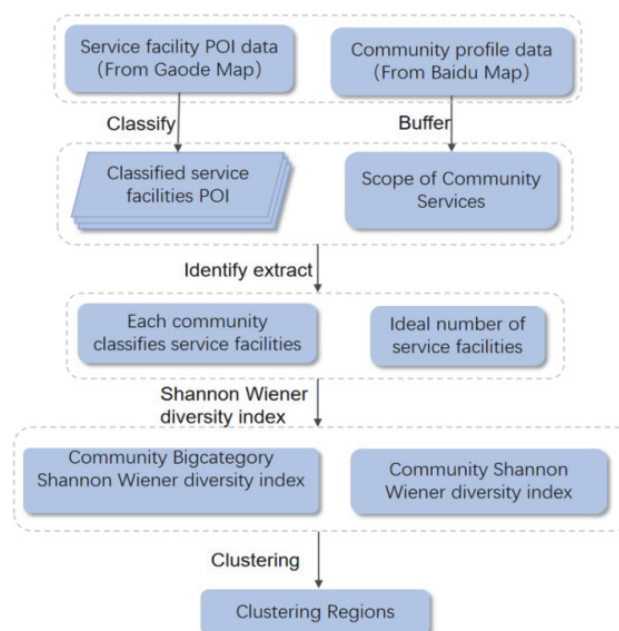 Service facility POI data
(From Gaode Map)
Community profile data
(From Baidu Map)
Classify
Buffer
Classified service
facilities POI
Scope of Community
Services
Identify extract
Each community
classifies service facilities
Ideal number of
service facilities
Shannon Wiener
diversity index
Community Bigcategory
Shannon Wiener diversity index
Community Shannon
Wiener diversity index
Clustering
Clustering Regions